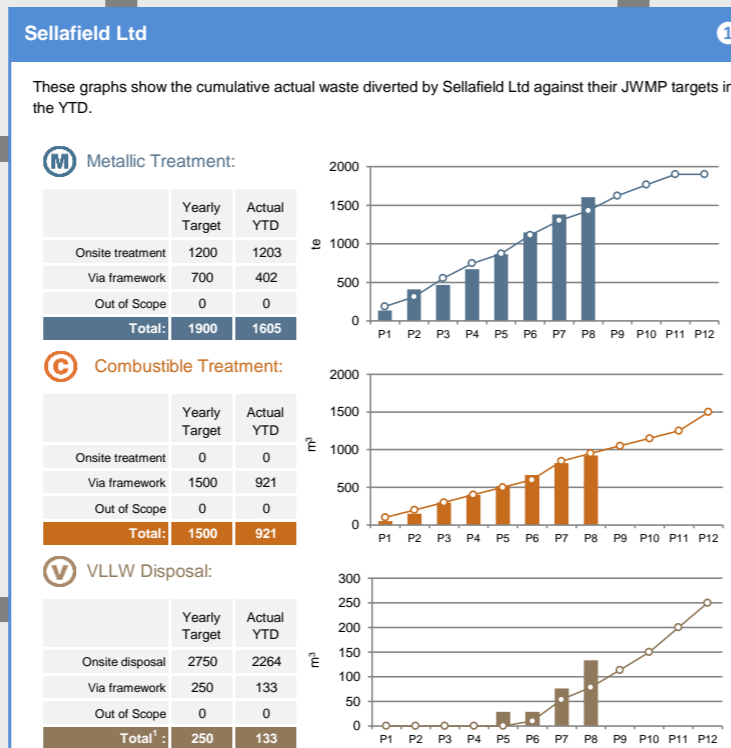 Sellafield Ltd
1
These graphs show the cumulative actual waste diverted by Sellafield Ltd against their JWMP targets in
the YTD.
M Metallic Treatment:
Yearly Target Actual YTD
Onsite treatment 1200 1203
Via framework 700 402
Out of Scope 0 0
Total: 1900 1605
te
2000
1500
1000
500
0
P1 P2 P3 P4 P5 P6 P7 P8 P9 P10 P11 P12
C Combustible Treatment:
Yearly Target Actual YTD
Onsite treatment 0 0
Via framework 1500 921
Out of Scope 0 0
Total: 1500 921
m³
2000
1500
1000
500
0
P1 P2 P3 P4 P5 P6 P7 P8 P9 P10 P11 P12
V VLLW Disposal:
Yearly Target Actual YTD
Onsite disposal 2750 2264
Via framework 250 133
Out of Scope 0 0
Total¹ : 250 133
m³
300
250
200
150
100
50
0
P1 P2 P3 P4 P5 P6 P7 P8 P9 P10 P11 P12